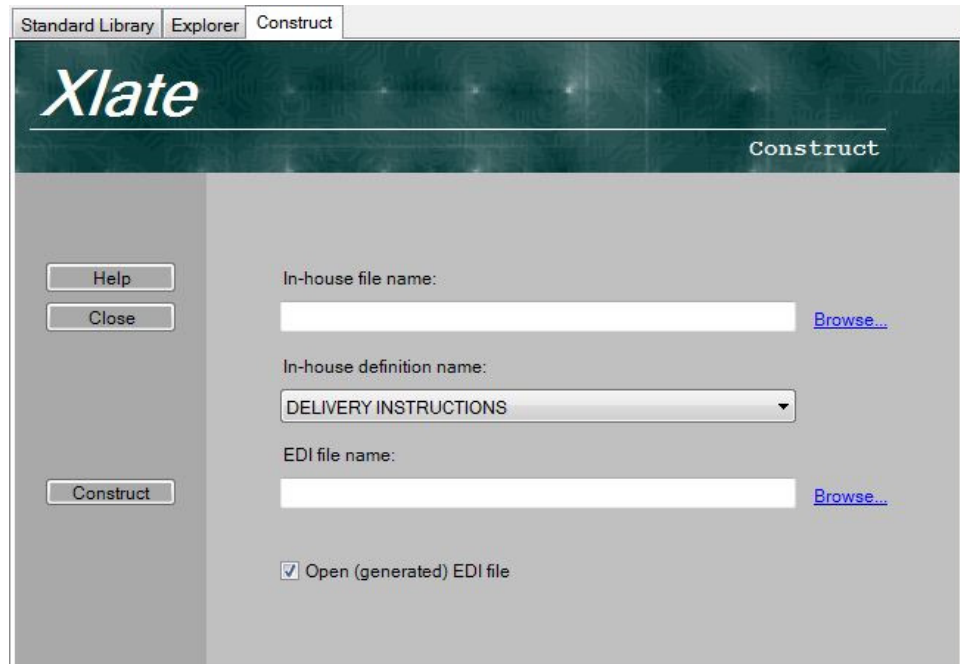 Standard Library Explorer Construct
Xlate
Construct
Help
Close
Construct
In-house file name:
Browse...
In-house definition name:
DELIVERY INSTRUCTIONS
EDI file name:
Browse...
Open (generated) EDI file